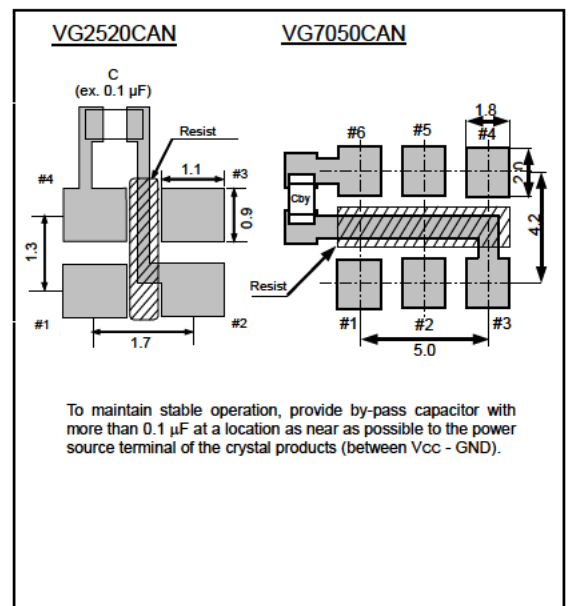 VG2520CAN
VG7050CAN
C
(ex. 0.1 µF)
Resist
#4
1.1
#3
0.9
1.3
#1
#2
1.7
1.8
#6
#5
#4
2.0
Cby
4.2
Resist
#1
#2
#3
5.0
To maintain stable operation, provide by-pass capacitor with
more than 0.1 µF at a location as near as possible to the power
source terminal of the crystal products (between Vcc - GND).